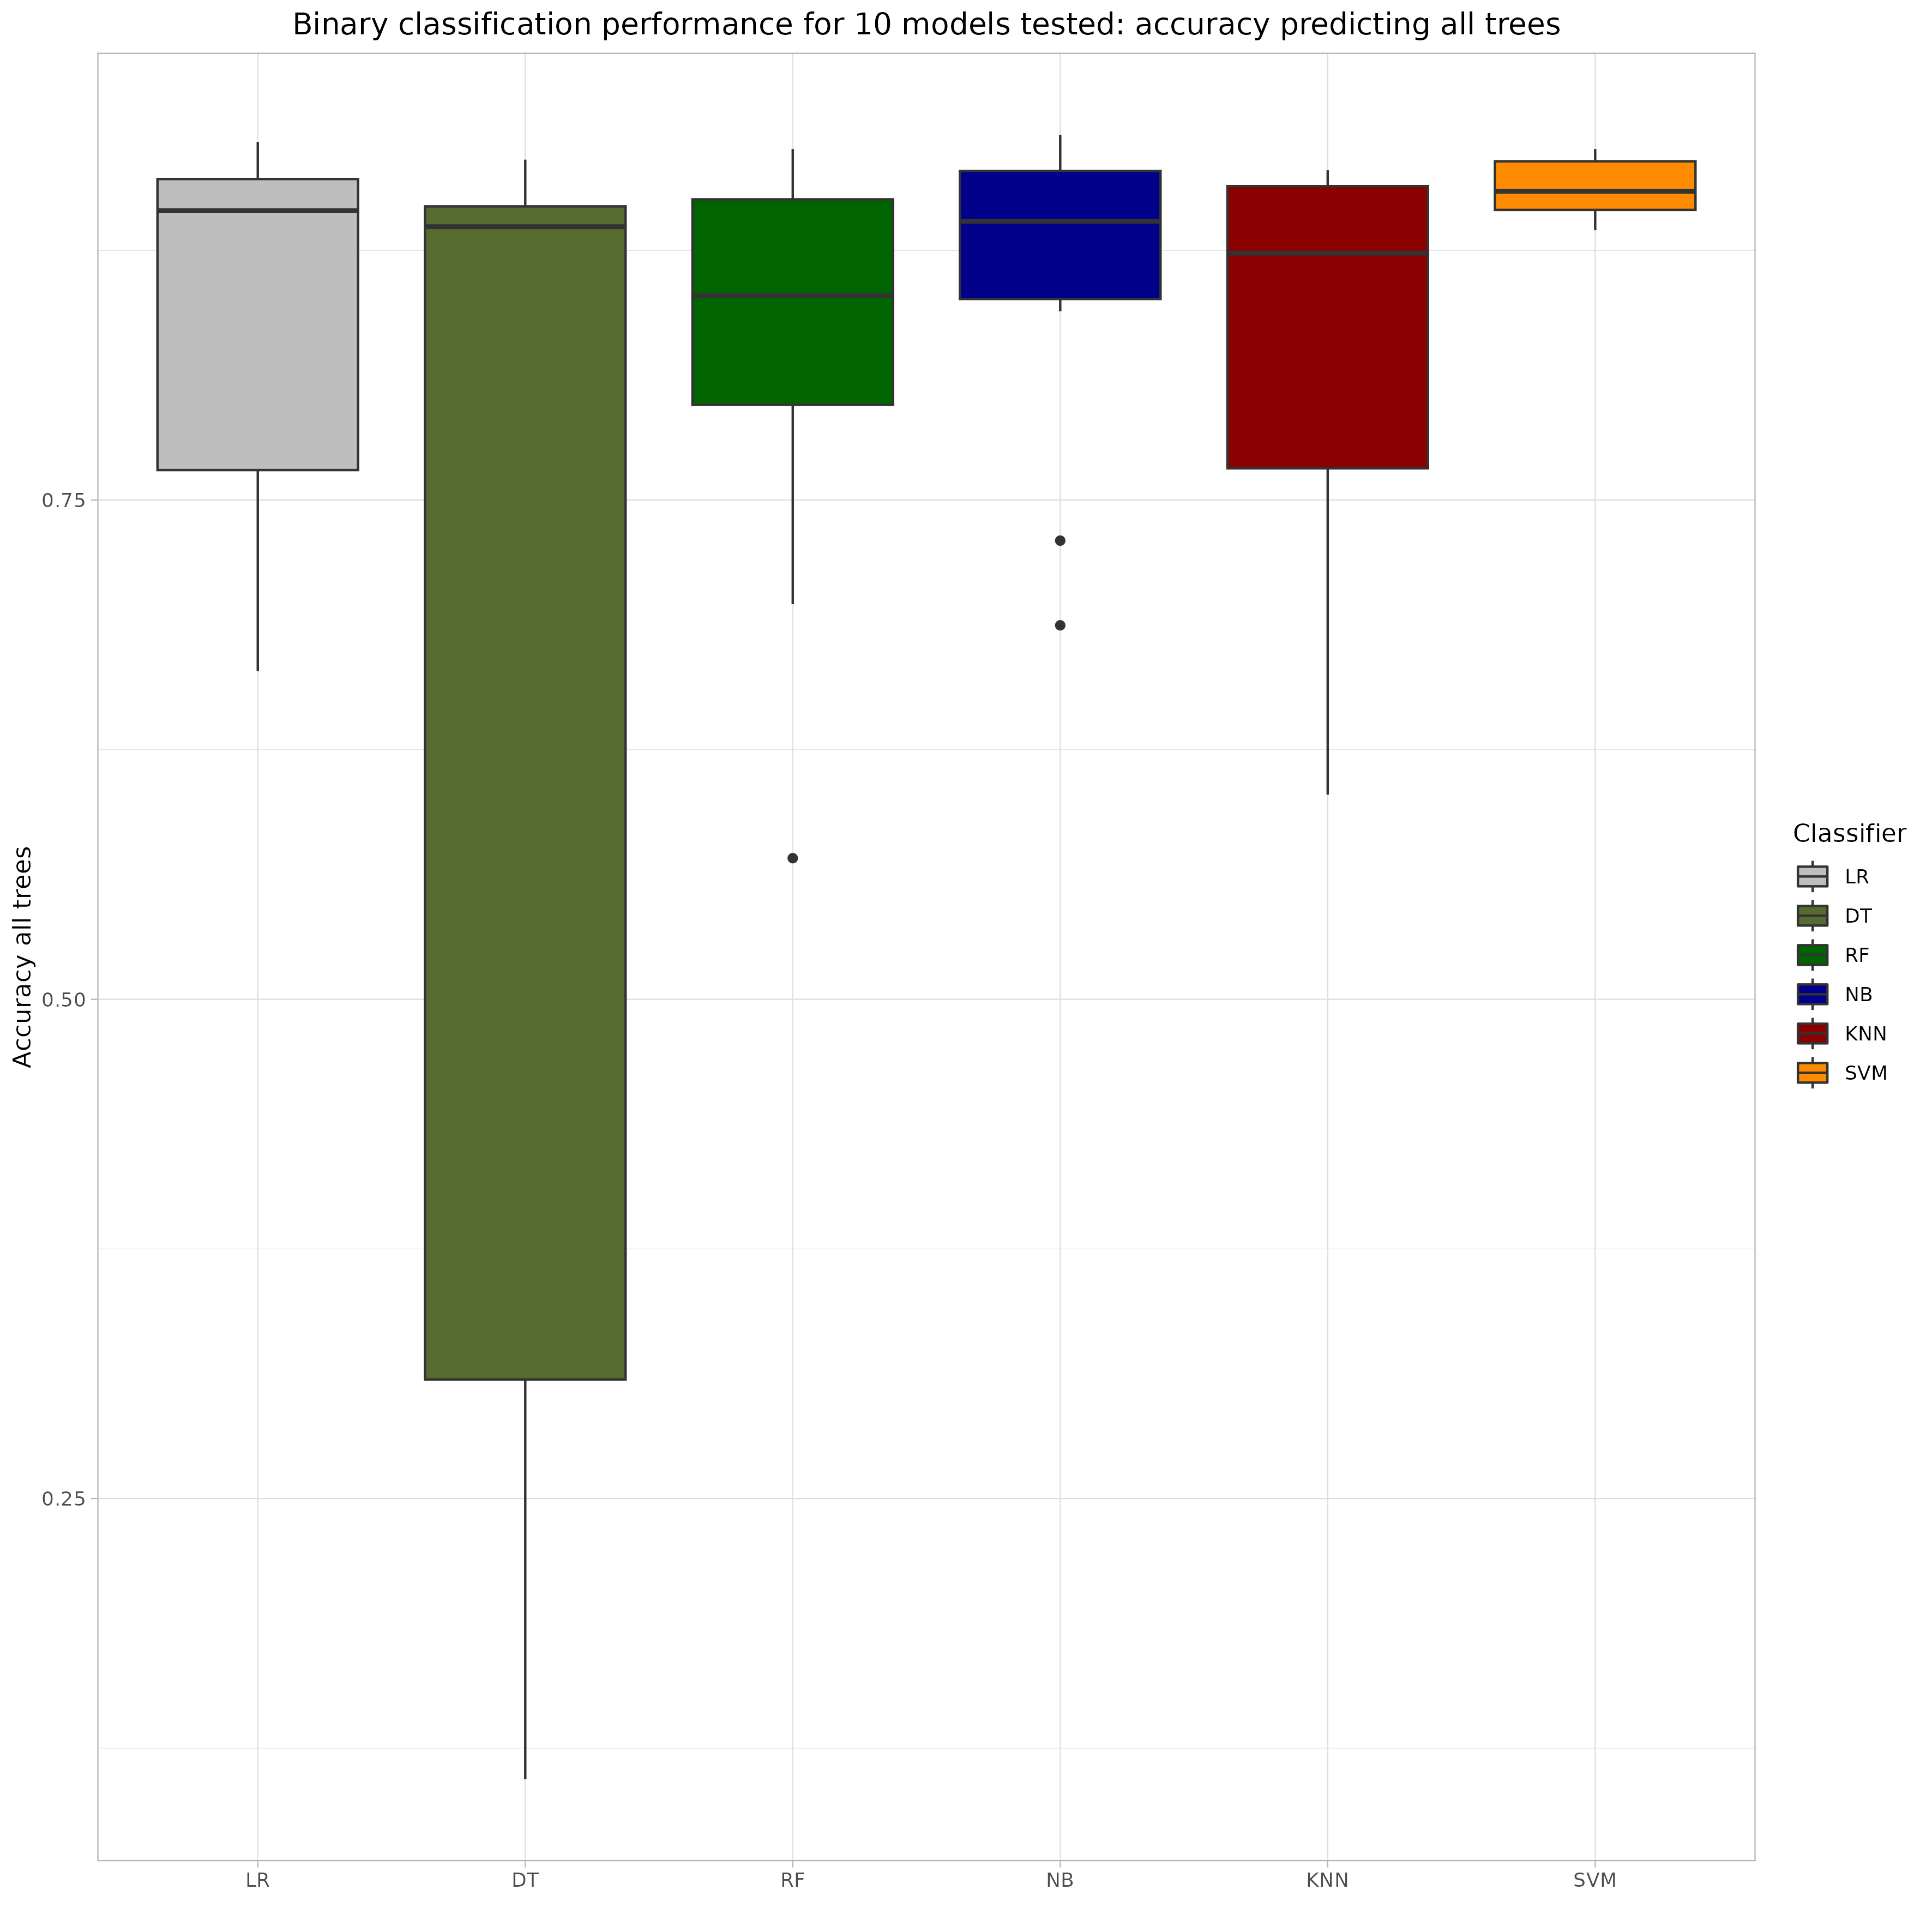 Binary classification performance for 10 models tested: accuracy predicting all trees
Accuracy all trees
0.75
0.50
0.25
LR
DT
RF
NB
KNN
SVM
Classifier
LR
DT
RF
NB
KNN
SVM